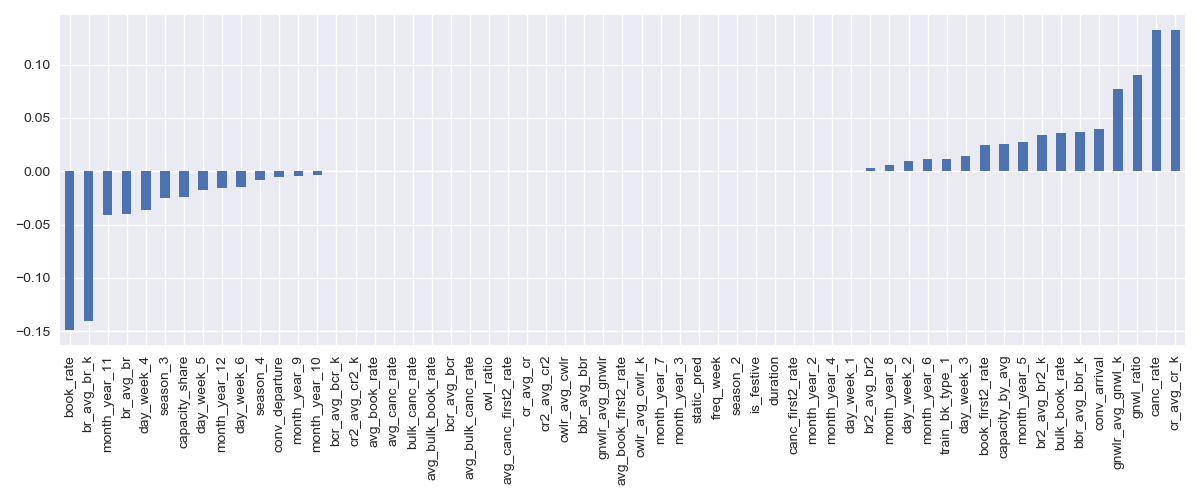 0.10
0.05
0.00
−0.05
−0.10
−0.15
book_rate
br_avg_br_k
month_year_11
br_avg_br
day_week_4
season_3
capacity_share
day_week_5
month_year_12
day_week_6
season_4
conv_departure
month_year_9
month_year_10
bcr_avg_bcr_k
cr2_avg_cr2_k
avg_book_rate
avg_canc_rate
bulk_canc_rate
avg_bulk_book_rate
bcr_avg_bcr
avg_bulk_canc_rate
cwl_ratio
avg_canc_first2_rate
cr_avg_cr
cr2_avg_cr2
cwlr_avg_cwlr
bbr_avg_bbr
gnwlr_avg_gnwlr
avg_book_first2_rate
cwlr_avg_cwlr_k
month_year_7
month_year_3
static_pred
freq_week
season_2
is_festive
duration
canc_first2_rate
month_year_2
month_year_4
day_week_1
br2_avg_br2
month_year_8
day_week_2
month_year_6
train_bk_type_1
day_week_3
book_first2_rate
capacity_by_avg
month_year_5
br2_avg_br2_k
bulk_book_rate
bbr_avg_bbr_k
conv_arrival
gnwlr_avg_gnwl_k
gnwl_ratio
canc_rate
cr_avg_cr_k